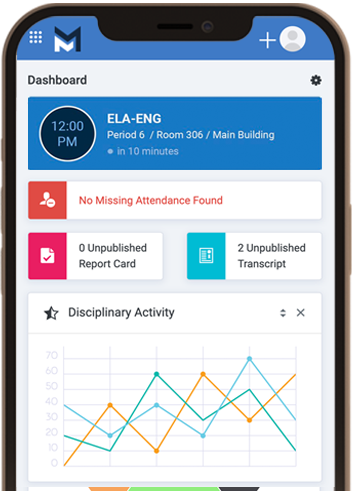 Dashboard
12:00
PM
ELA-ENG
Period 6 / Room 306 / Main Building
in 10 minutes
No Missing Attendance Found
0 Unpublished
Report Card
2 Unpublished
Transcript
Disciplinary Activity
70
60
50
40
30
20
10
0